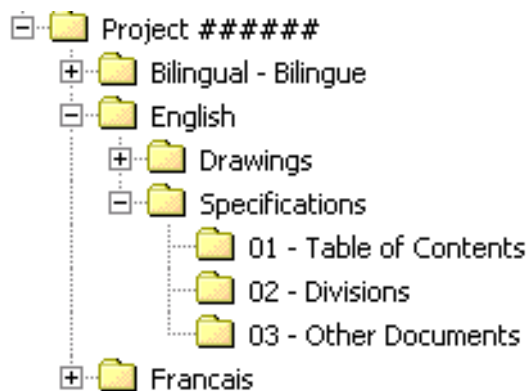 Project ######
Bilingual - Bilingue
English
Drawings
Specifications
01 - Table of Contents
02 - Divisions
03 - Other Documents
Francais